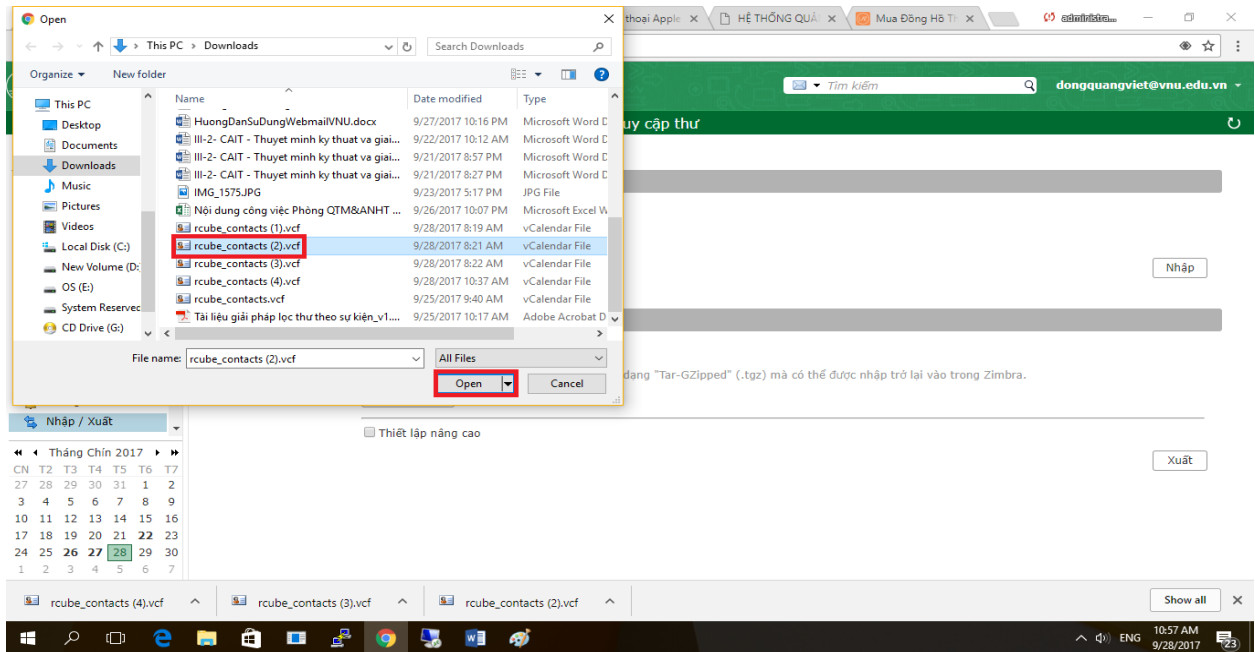 Open
thoại Apple
HỆ THỐNG QUẢ
Mua Đồng Hồ Th
administra...
This PC > Downloads
Search Downloads
Organize
New folder
Tìm kiếm
dongquangviet@vnu.edu.vn
This PC
Desktop
Documents
Downloads
Music
Pictures
Videos
Local Disk (C:)
New Volume (D:
OS (E:)
System Reserved
CD Drive (G:)
Name Date modified Type
HuongDanSuDungWebmailVNU.docx 9/27/2017 10:16 PM Microsoft Word D
III-2- CAIT - Thuyet minh ky thuat va giai... 9/22/2017 10:12 AM Microsoft Word D
III-2- CAIT - Thuyet minh ky thuat va giai... 9/21/2017 8:57 PM Microsoft Word D
III-2- CAIT - Thuyet minh ky thuat va giai... 9/21/2017 8:27 PM Microsoft Word D
IMG_1575.JPG 9/23/2017 5:17 PM JPG File
Nội dung công việc Phòng QTM&ANHT ... 9/26/2017 10:07 PM Microsoft Excel W
rcube_contacts (1).vcf 9/28/2017 8:19 AM vCalendar File
rcube_contacts (2).vcf 9/28/2017 8:21 AM vCalendar File
rcube_contacts (3).vcf 9/28/2017 8:22 AM vCalendar File
rcube_contacts (4).vcf 9/28/2017 10:37 AM vCalendar File
rcube_contacts.vcf 9/25/2017 9:40 AM vCalendar File
Tài liệu giải pháp lọc thư theo sự kiện_v1.... 9/25/2017 10:17 AM Adobe Acrobat D
uy cập thư
Nhập
File name: rcube_contacts (2).vcf
All Files
Open
Cancel
dạng "Tar-GZipped" (.tgz) mà có thể được nhập trở lại vào trong Zimbra.
Nhập / Xuất
Thiết lập nâng cao
Xuất
Tháng Chín 2017
CN T2 T3 T4 T5 T6 T7
27 28 29 30 31 1 2
3 4 5 6 7 8 9
10 11 12 13 14 15 16
17 18 19 20 21 22 23
24 25 26 27 28 29 30
1 2 3 4 5 6 7
rcube_contacts (4).vcf
rcube_contacts (3).vcf
rcube_contacts (2).vcf
Show all
ENG
10:57 AM
9/28/2017
23